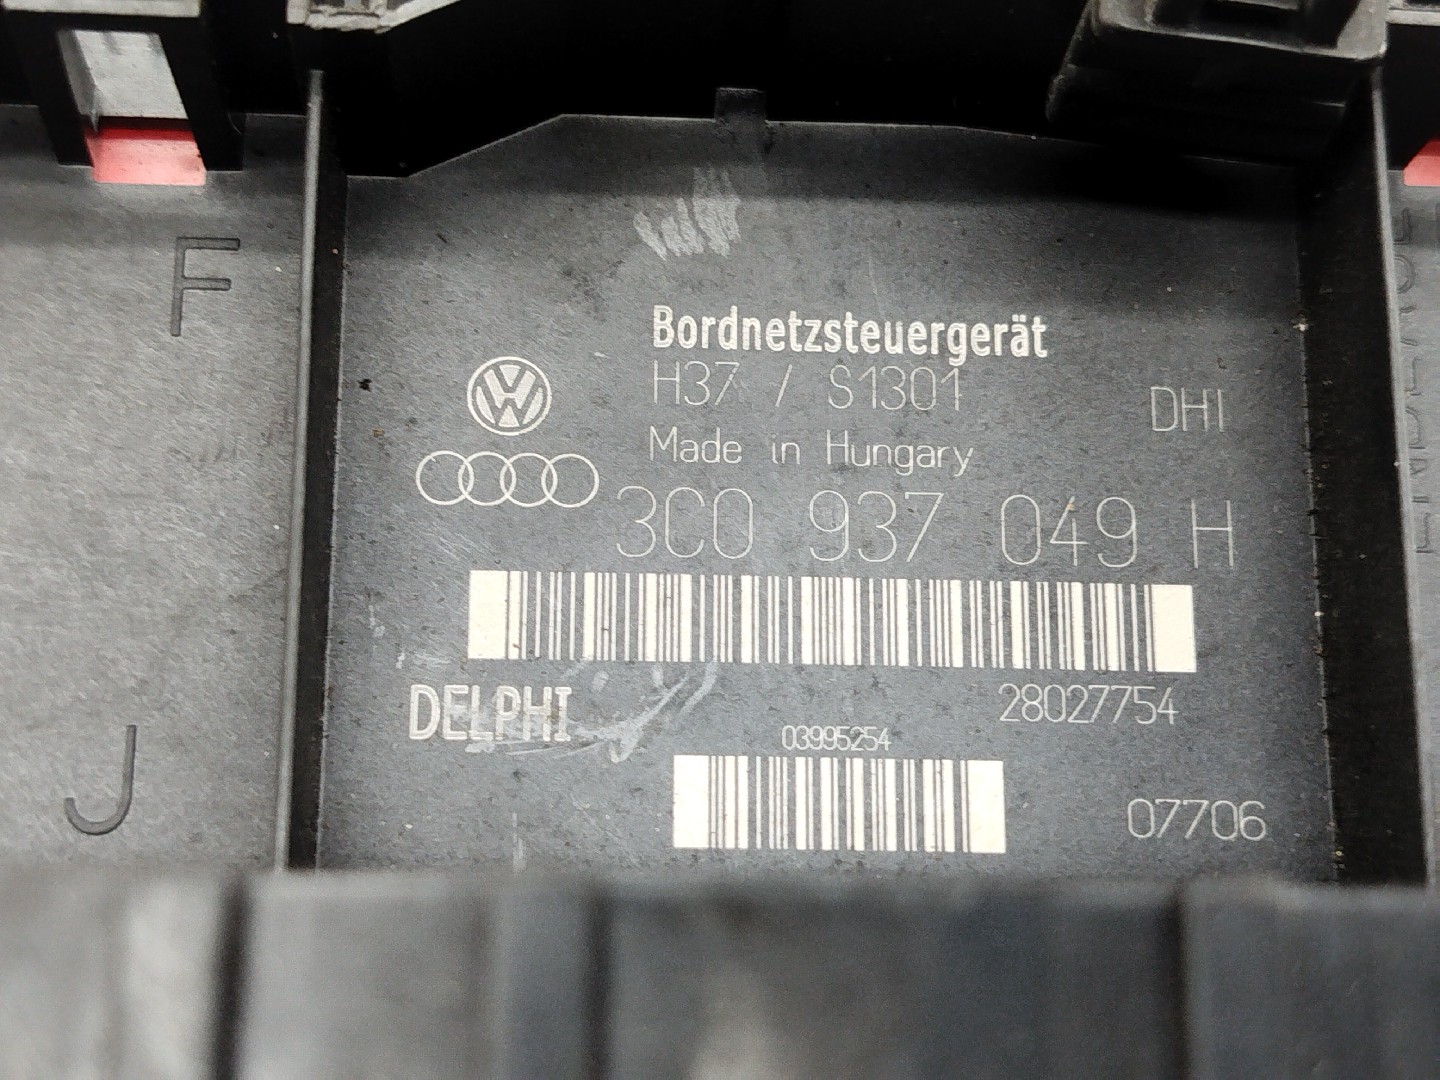 F
Bordnetzsteuergerät
H37 / S1301
DHI
Made in Hungary
3C0 937 049 H
DELPHI
28027754
03995254
07706
J